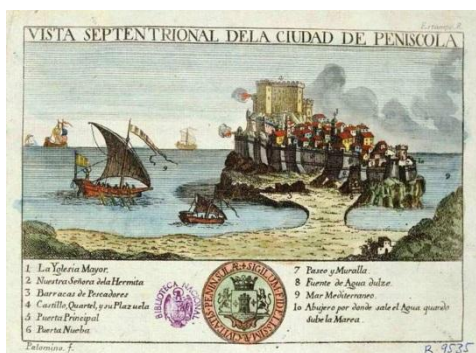 Estampa 8.
VISTA SEPTENTRIONAL DELA CIUDAD DE PENISCOLA
1 La Yglesia Mayor.
2 Nuestra Señora dela Hermita
3 Barracas de Pescadores
4 Castillo, Quartel, y su Plazuela
5 Puerta Principal
6 Puerta Nueba
7 Paseo y Muralla.
8 Fuente de Agua dulze.
9 Mar Mediterraneo.
10 Abujero por donde sale el Agua quando
sube la Marea.
BIBLIOTECA
Palomino. f.
R. 9535